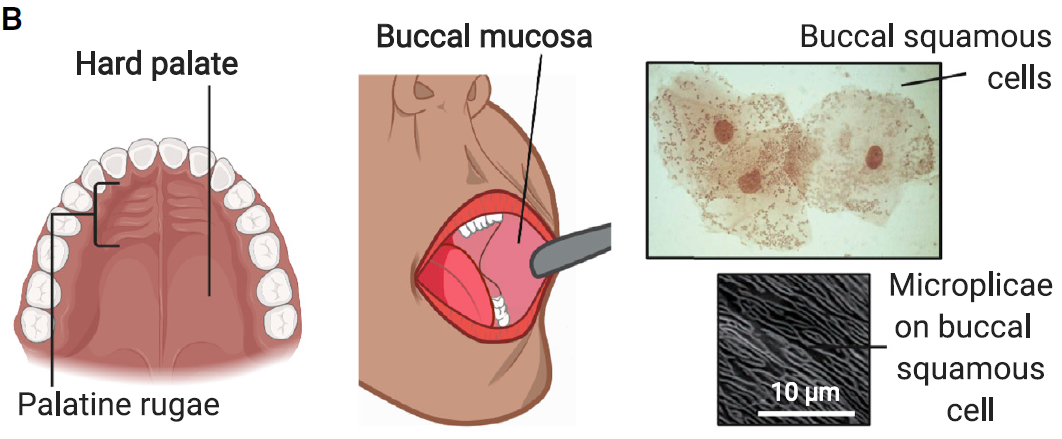 B
Hard palate
Palatine rugae
Buccal mucosa
Buccal squamous
cells
Microplicae
on buccal
squamous
cell
10 µm